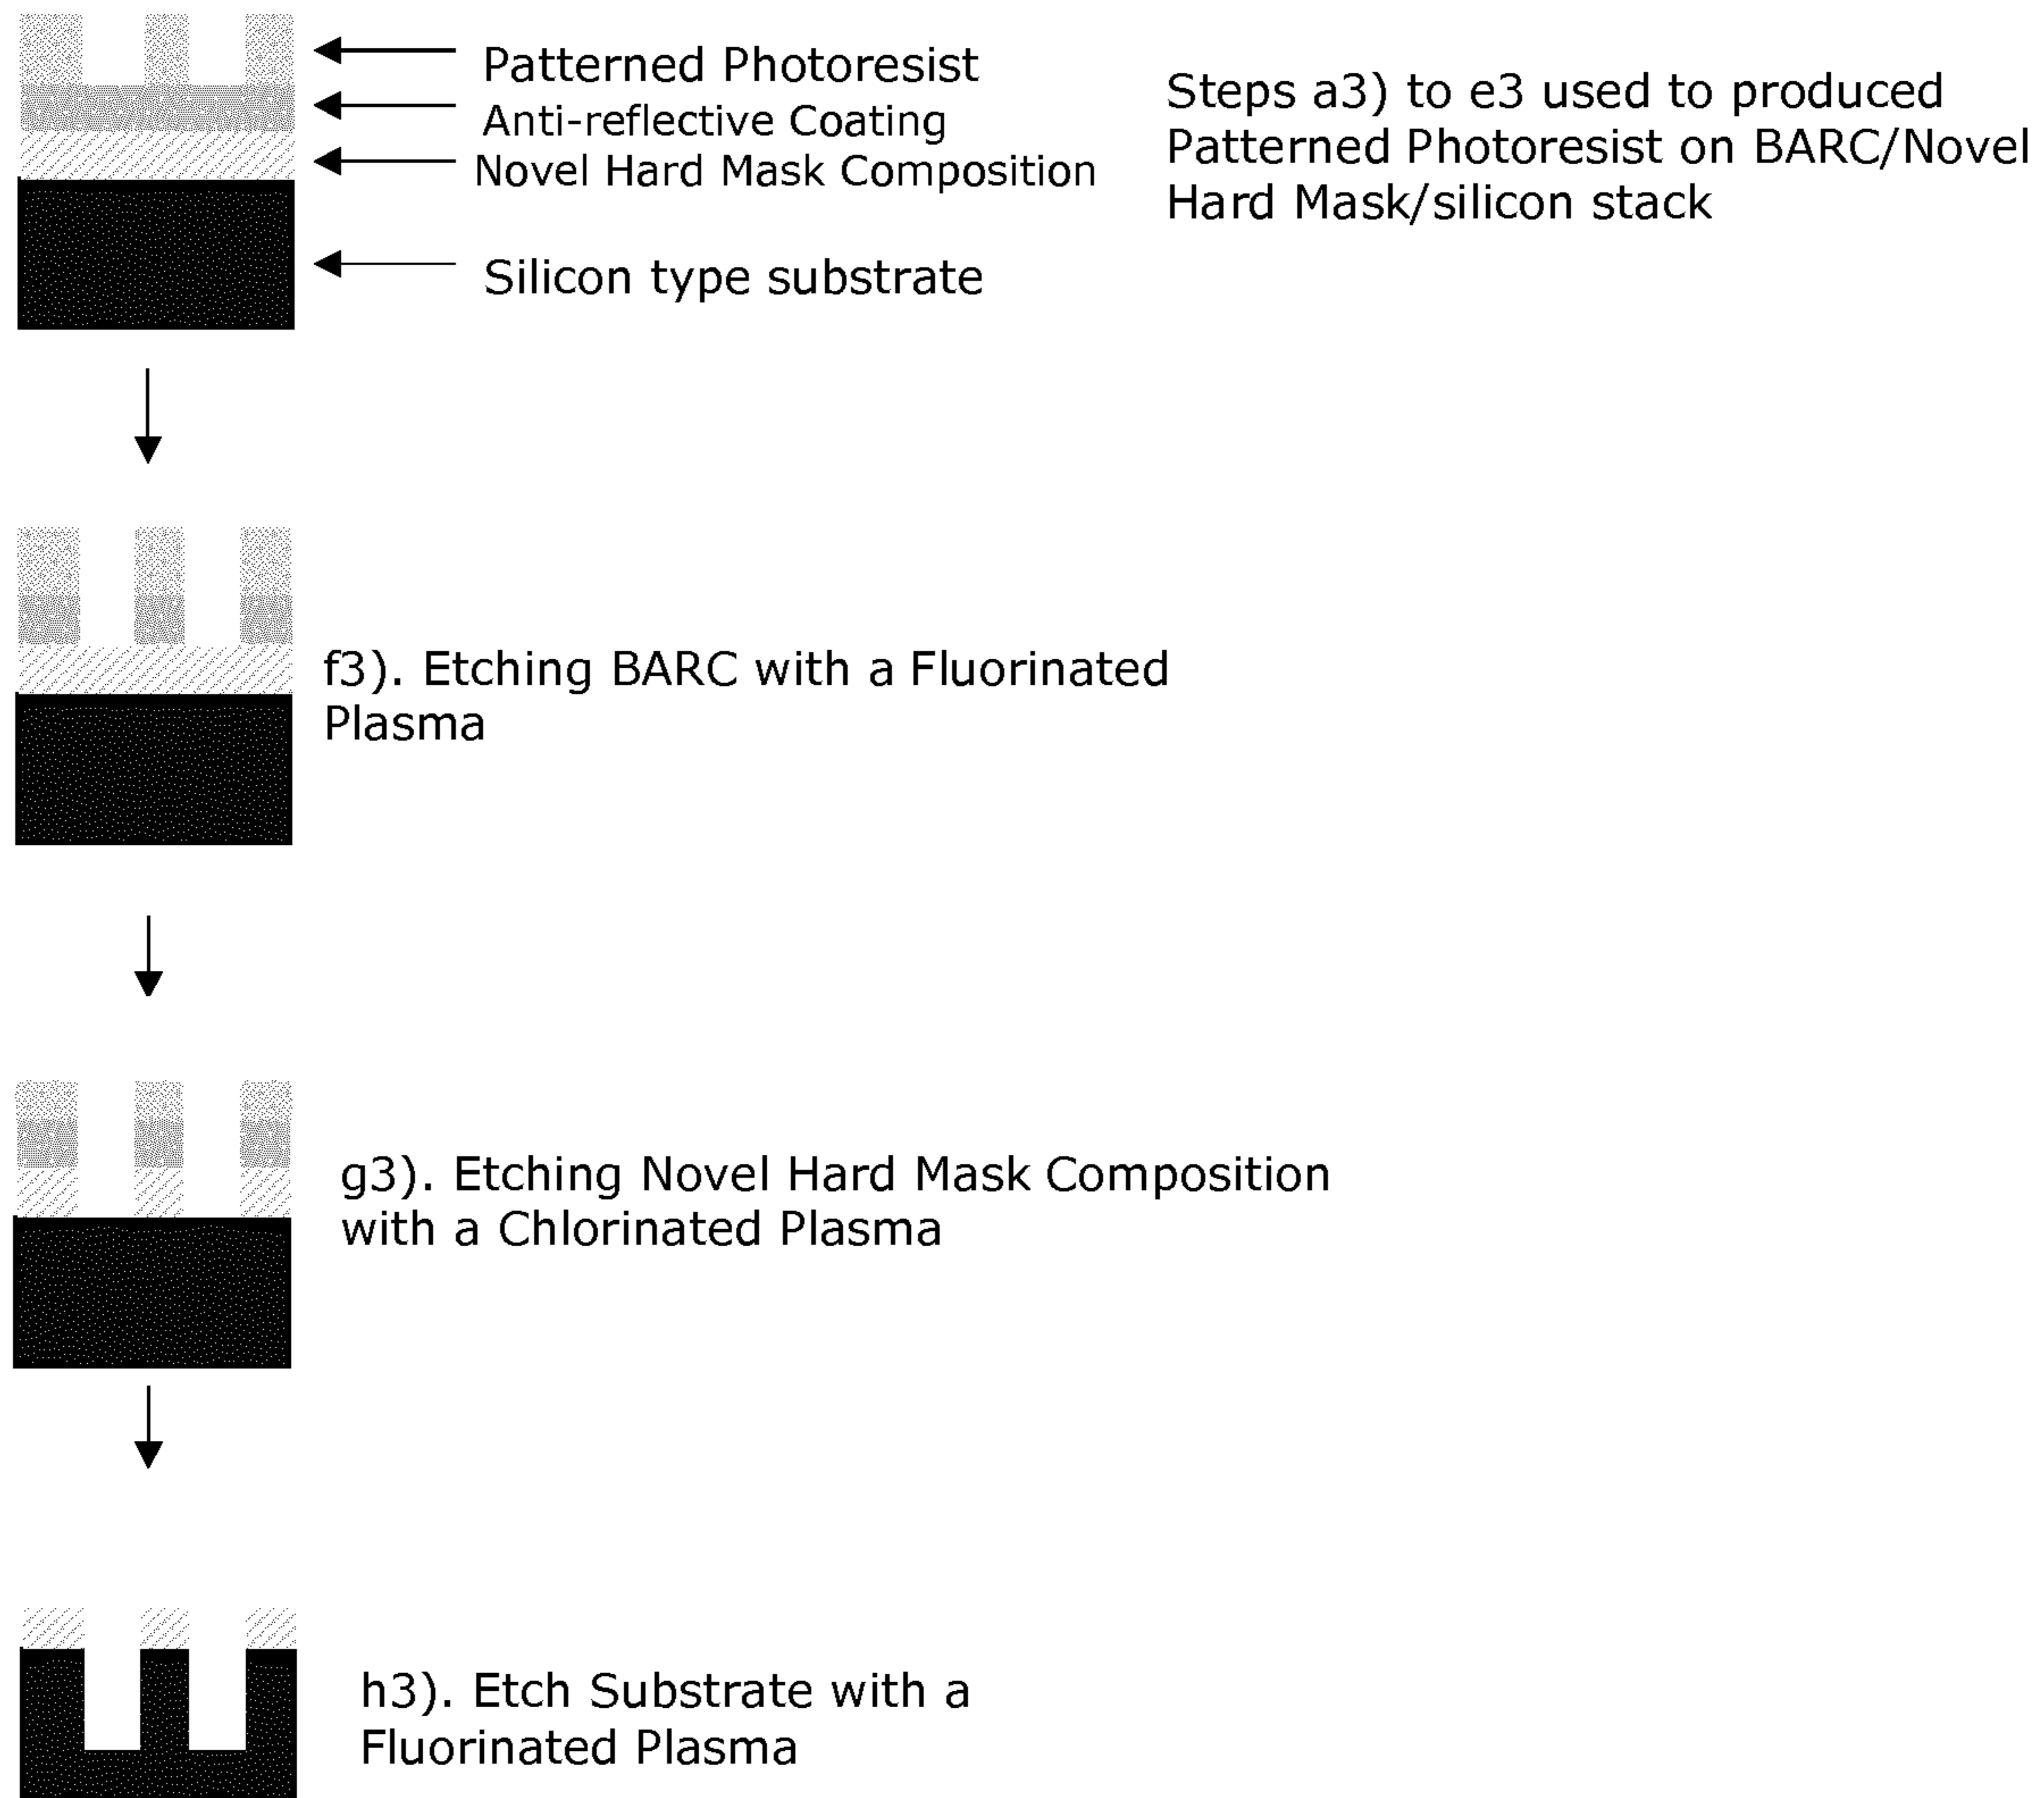 Patterned Photoresist
Anti-reflective Coating
Novel Hard Mask Composition
Silicon type substrate
Steps a3) to e3 used to produced
Patterned Photoresist on BARC/Novel
Hard Mask/silicon stack
f3). Etching BARC with a Fluorinated
Plasma
g3). Etching Novel Hard Mask Composition
with a Chlorinated Plasma
h3). Etch Substrate with a
Fluorinated Plasma